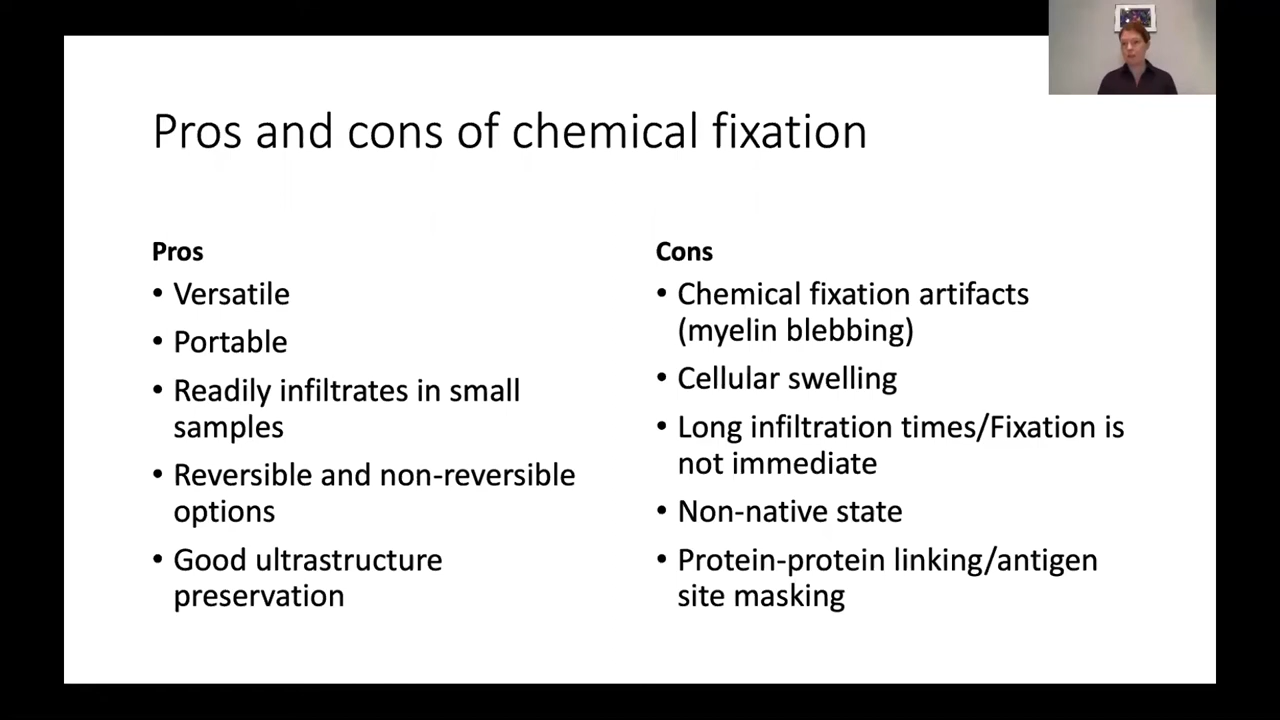 Pros and cons of chemical fixation
Pros
• Versatile
• Portable
• Readily infiltrates in small
samples
• Reversible and non-reversible
options
• Good ultrastructure
preservation
Cons
• Chemical fixation artifacts
(myelin blebbing)
• Cellular swelling
• Long infiltration times/Fixation is
not immediate
• Non-native state
• Protein-protein linking/antigen
site masking